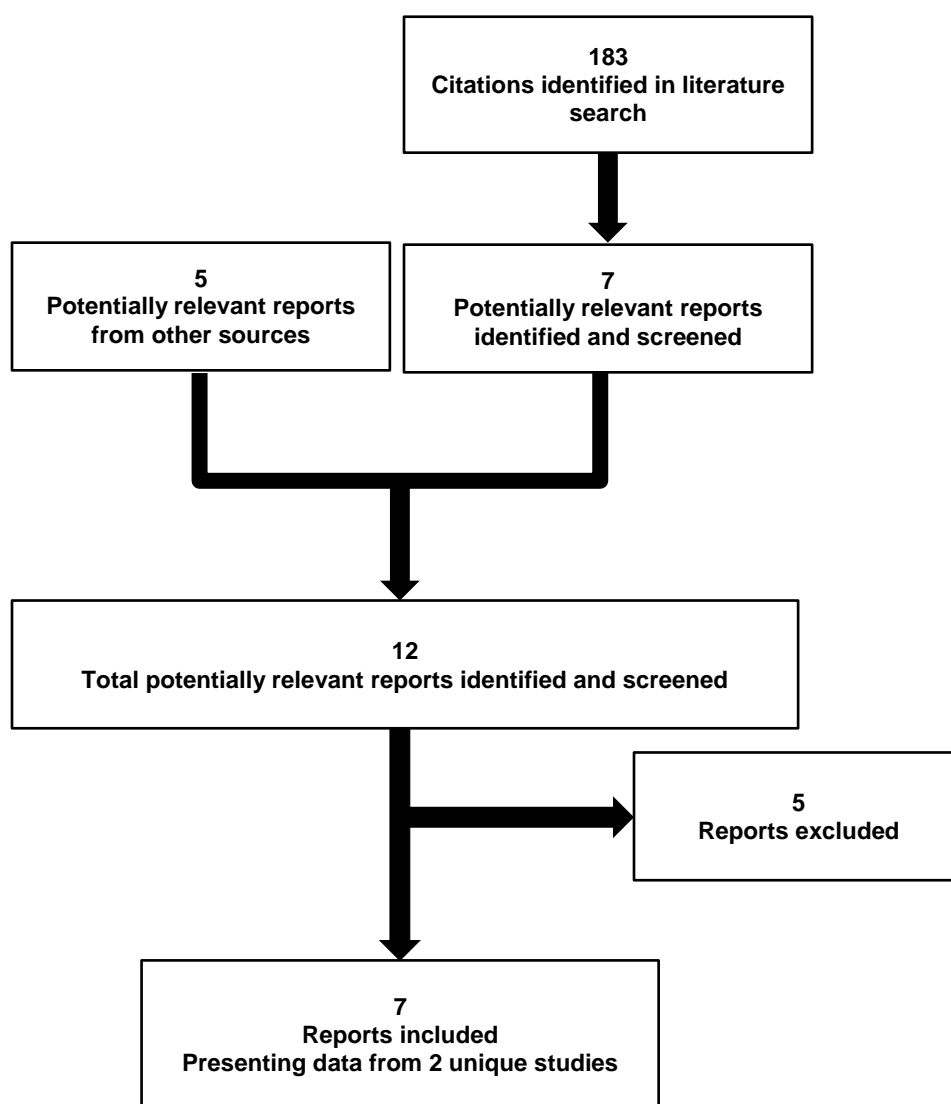 183
Citations identified in literature
search
5
Potentially relevant reports
from other sources
7
Potentially relevant reports
identified and screened
12
Total potentially relevant reports identified and screened
5
Reports excluded
7
Reports included
Presenting data from 2 unique studies